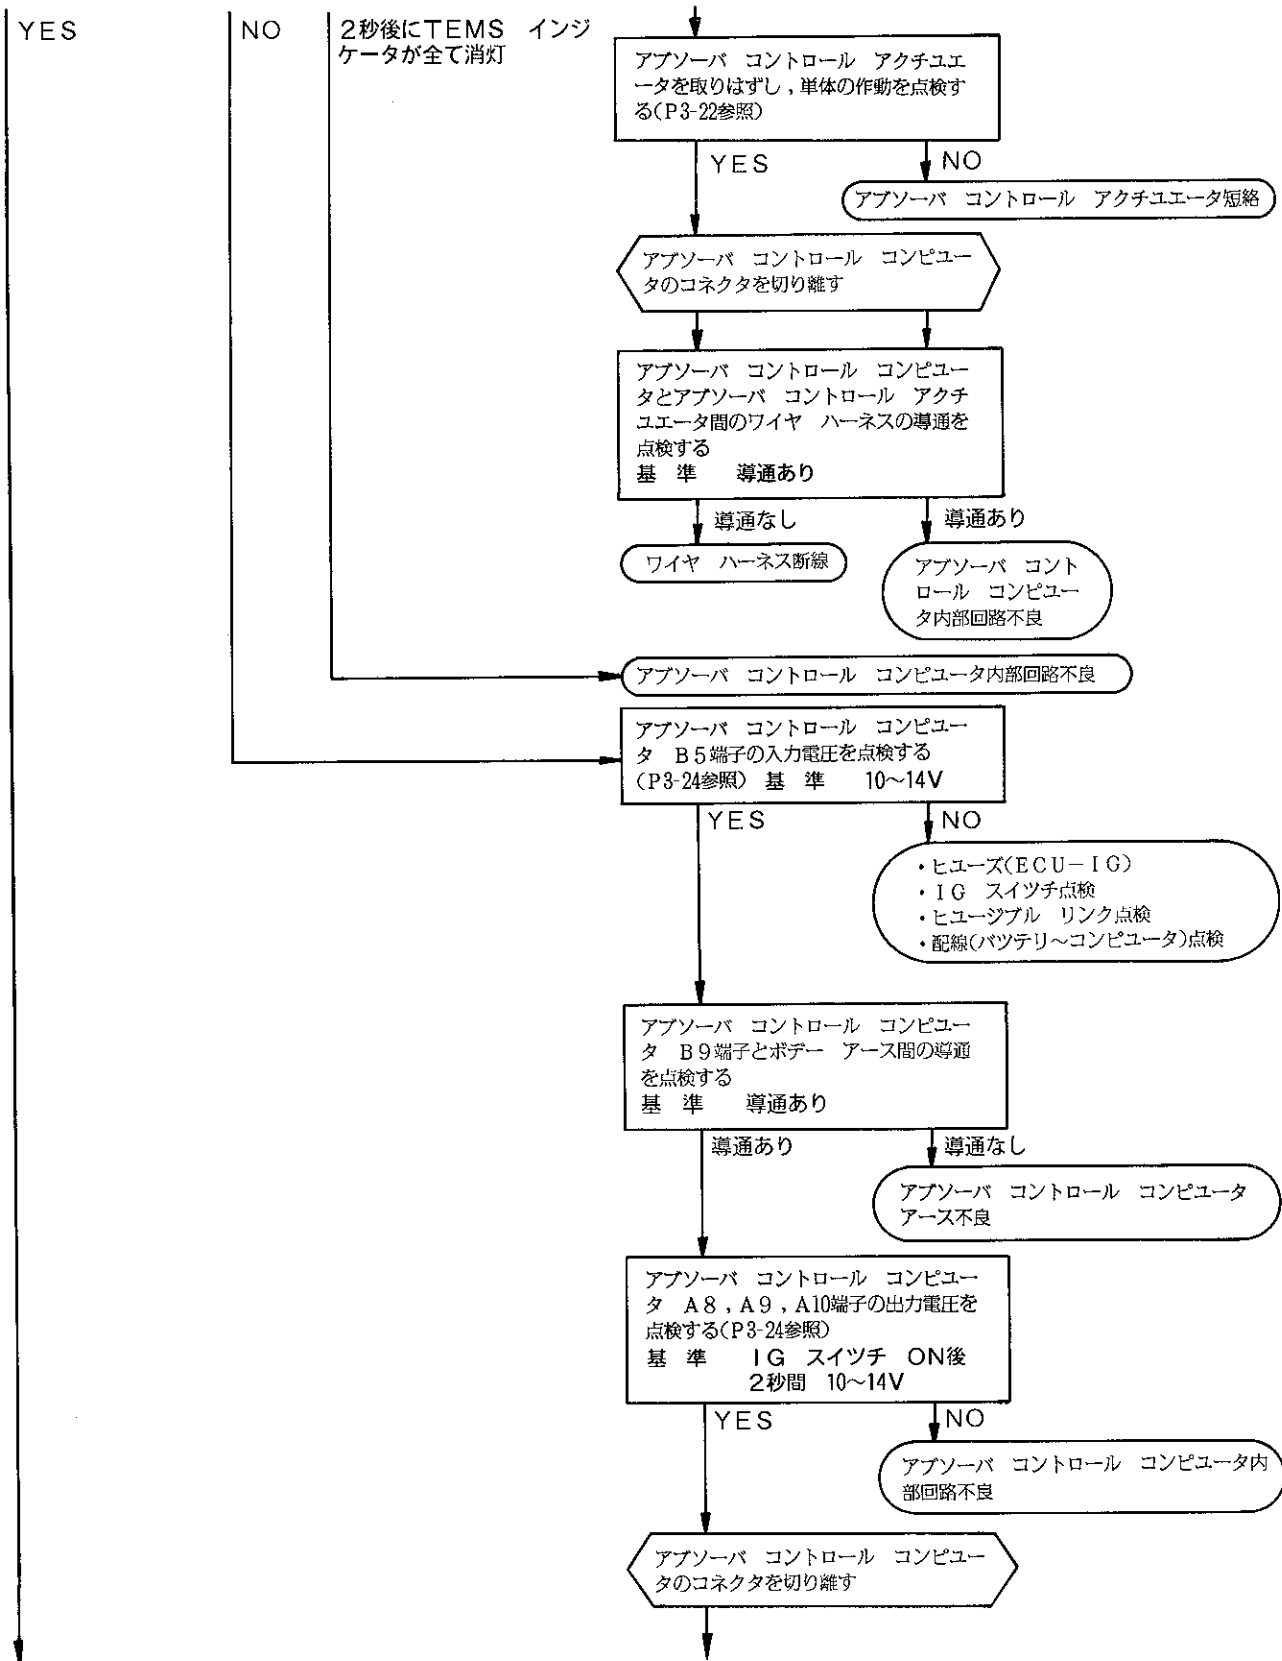 YES
NO
2秒後にTEMS インジ
ケータが全て消灯
アブソーバ コントロール アクチユエ
ータを取りはずし,単体の作動を点検す
る(P3-22参照)
YES
NO
アブソーバ コントロール アクチユエータ短絡
アブソーバ コントロール コンピユー
タのコネクタを切り離す
アブソーバ コントロール コンピユー
タとアブソーバ コントロール アクチ
ユエータ間のワイヤ ハーネスの導通を
点検する
基 準 導通あり
導通なし
導通あり
ワイヤ ハーネス断線
アブソーバ コント
ロール コンピユー
タ内部回路不良
アブソーバ コントロール コンピユータ内部回路不良
アブソーバ コントロール コンピユー
タ B5端子の入力電圧を点検する
(P3-24参照) 基 準 10~14V
YES
NO
・ヒユーズ(ECU-IG)
・IG スイツチ点検
・ヒユージブル リンク点検
・配線(バツテリ~コンピユータ)点検
アブソーバ コントロール コンピユー
タ B9端子とボデー アース間の導通
を点検する
基 準 導通あり
導通あり
導通なし
アブソーバ コントロール コンピユータ
アース不良
アブソーバ コントロール コンピユー
タ A8,A9,A10端子の出力電圧を
点検する(P3-24参照)
基 準 IG スイツチ ON後
2秒間 10~14V
YES
NO
アブソーバ コントロール コンピユータ内
部回路不良
アブソーバ コントロール コンピユー
タのコネクタを切り離す